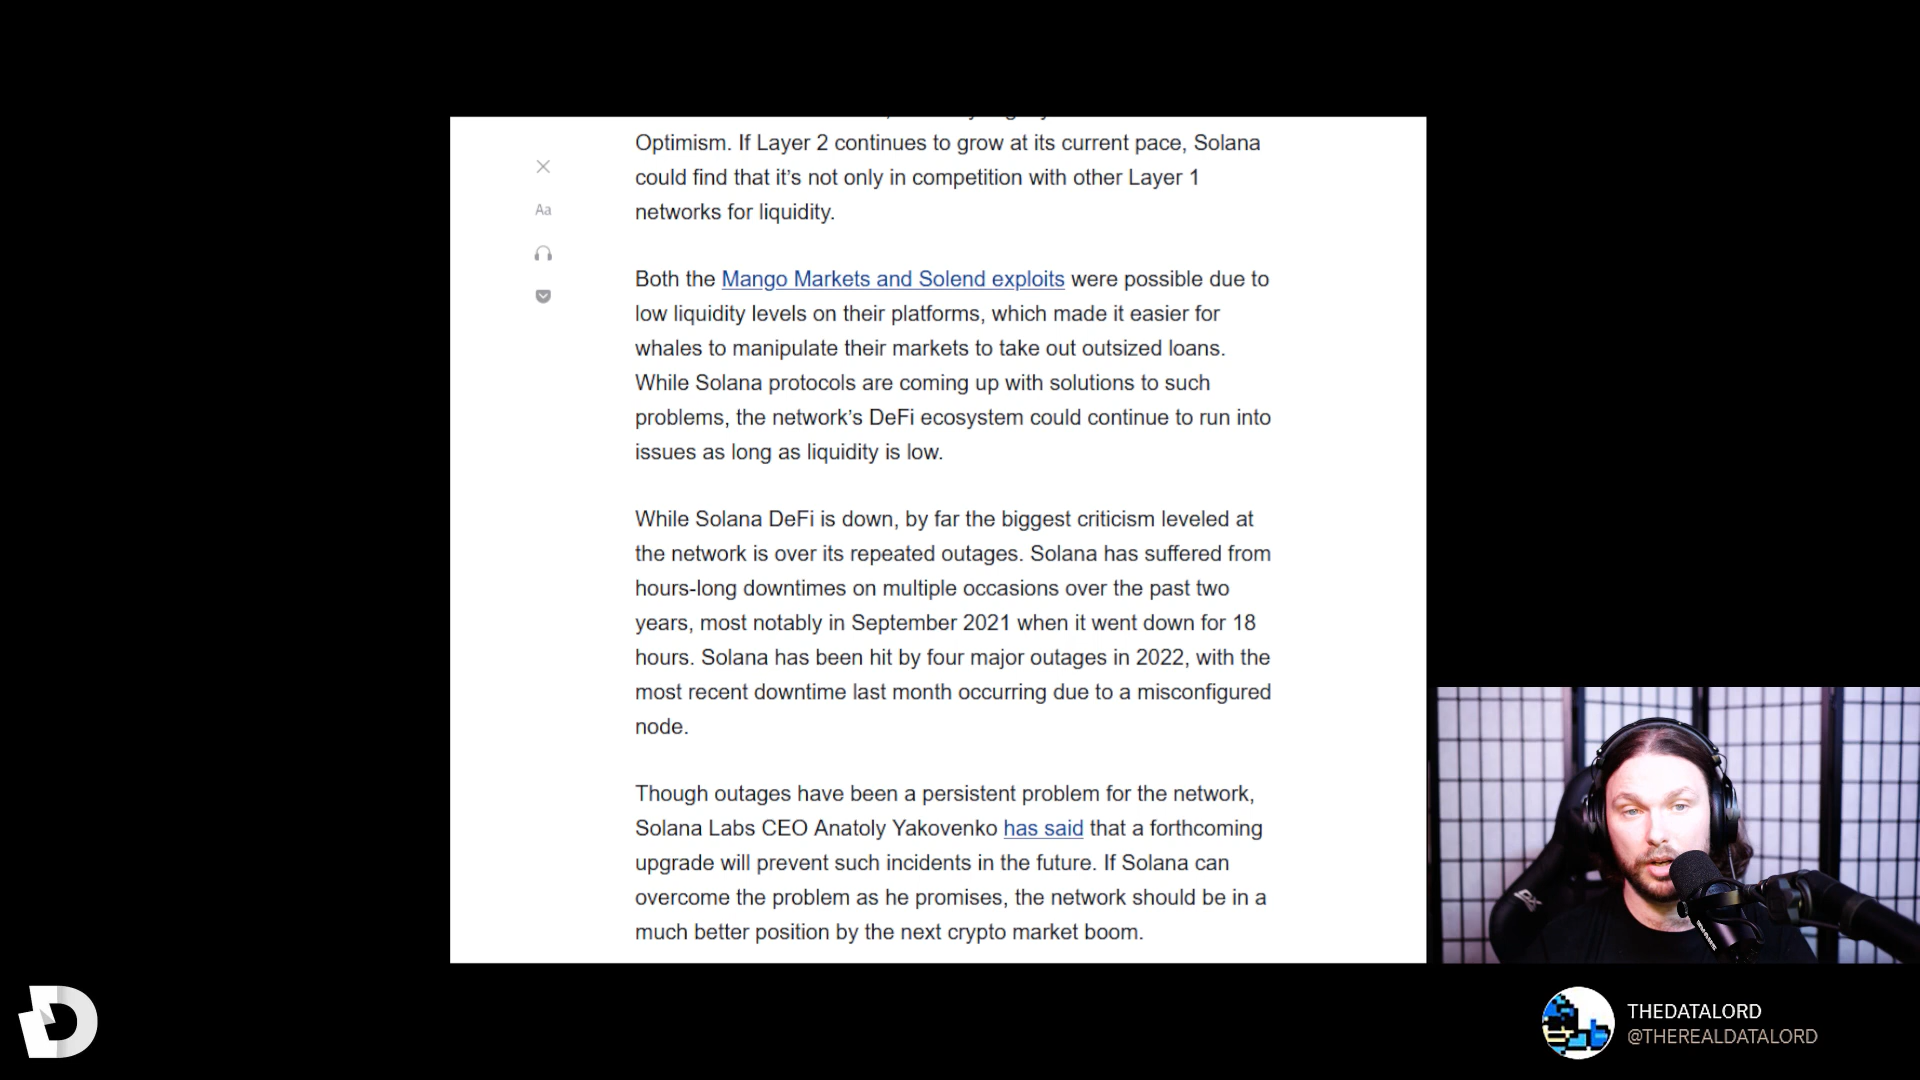 Optimism. If Layer 2 continues to grow at its current pace, Solana
could find that it’s not only in competition with other Layer 1
networks for liquidity.
Both the Mango Markets and Solend exploits were possible due to
low liquidity levels on their platforms, which made it easier for
whales to manipulate their markets to take out outsized loans.
While Solana protocols are coming up with solutions to such
problems, the network’s DeFi ecosystem could continue to run into
issues as long as liquidity is low.
While Solana DeFi is down, by far the biggest criticism leveled at
the network is over its repeated outages. Solana has suffered from
hours-long downtimes on multiple occasions over the past two
years, most notably in September 2021 when it went down for 18
hours. Solana has been hit by four major outages in 2022, with the
most recent downtime last month occurring due to a misconfigured
node.
Though outages have been a persistent problem for the network,
Solana Labs CEO Anatoly Yakovenko has said that a forthcoming
upgrade will prevent such incidents in the future. If Solana can
overcome the problem as he promises, the network should be in a
much better position by the next crypto market boom.
Aa
D
THEDATALORD
@THEREALDATALORD